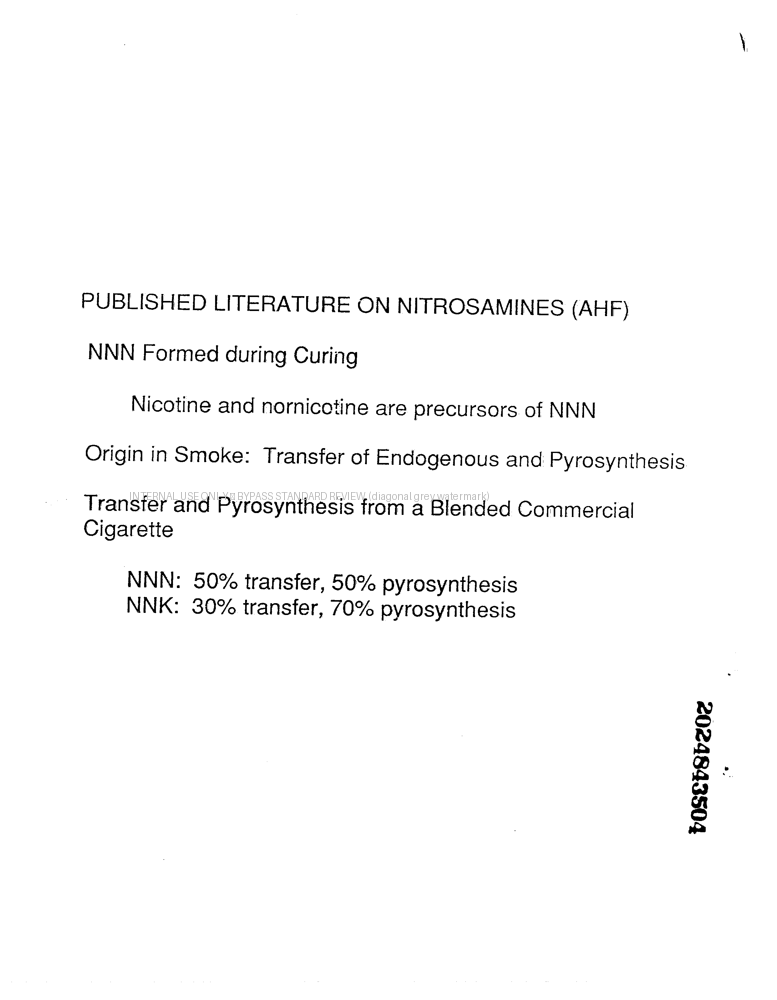 PUBLISHED LITERATURE ON NITROSAMINES (AHF)
NNN Formed during Curing
Nicotine and nornicotine are precursors of NNN
Origin in Smoke: Transfer of Endogenous and Pyrosynthesis
INTERNAL USE ONLY BYPASS STANDARD REVIEW (diagonal grey watermark)
Transfer and Pyrosynthesis from a Blended Commercial
Cigarette
NNN: 50% transfer, 50% pyrosynthesis
NNK: 30% transfer, 70% pyrosynthesis
2024843504